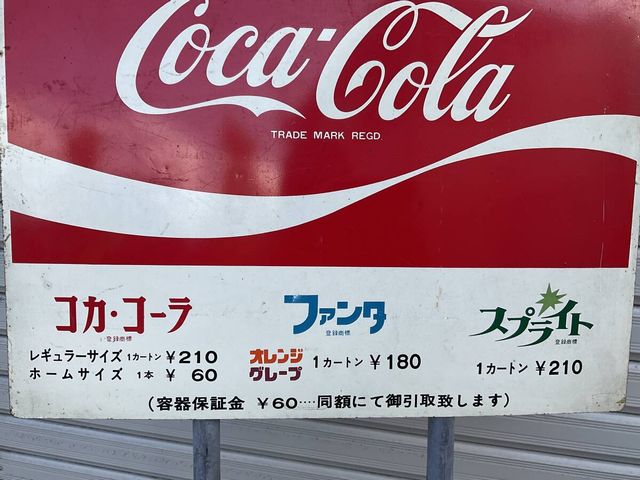 Coca-Cola
TRADE MARK REGD
コカ・コーラ
登録商標
レギュラーサイズ 1カートン ¥210
ホームサイズ 1本 ¥ 60
ファンタ
登録商標
オレンジ
グレープ
1カートン ¥180
スプライト
登録商標
1カートン ¥210
(容器保証金 ¥60‥‥同額にて御引取致します)